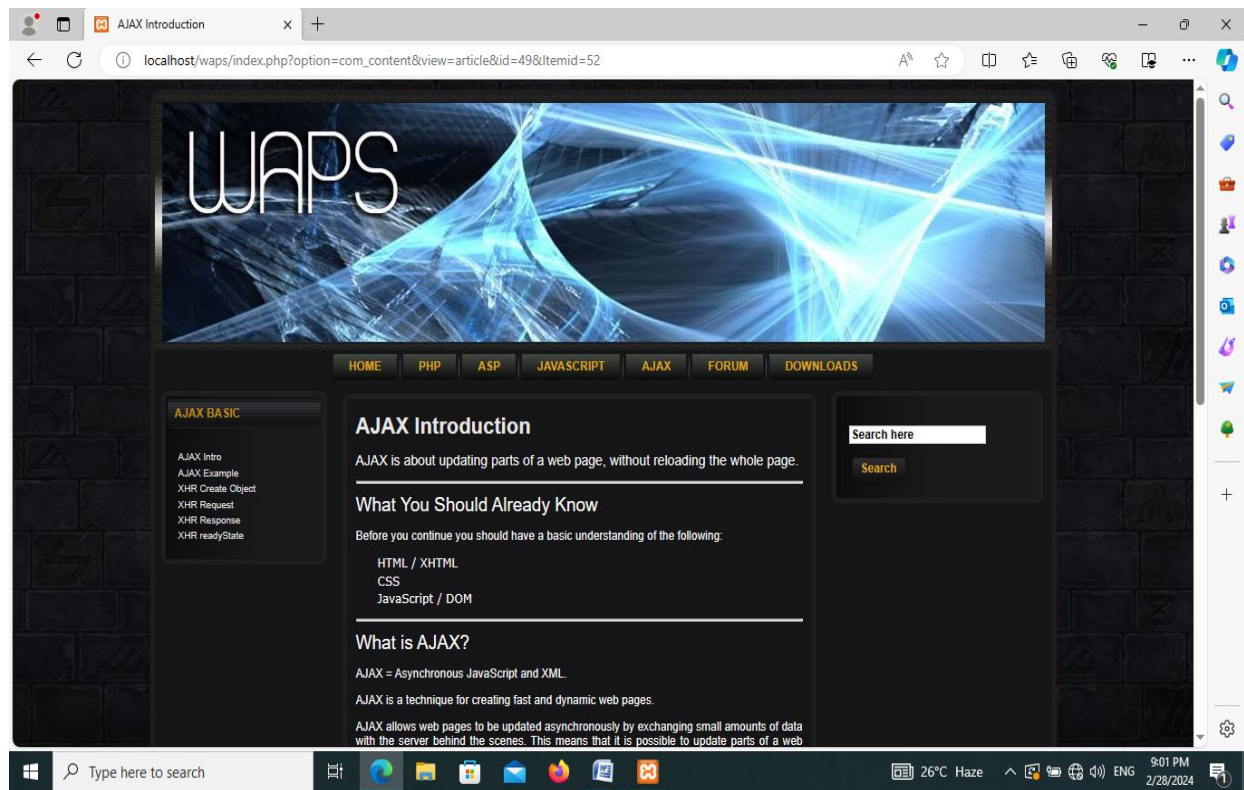 AJAX Introduction
localhost/waps/index.php?option=com_content&view=article&id=49&Itemid=52
WAPS
HOME PHP ASP JAVASCRIPT AJAX FORUM DOWNLOADS
AJAX BASIC
AJAX Intro
AJAX Example
XHR Create Object
XHR Request
XHR Response
XHR readyState
AJAX Introduction
AJAX is about updating parts of a web page, without reloading the whole page.
What You Should Already Know
Before you continue you should have a basic understanding of the following:
HTML / XHTML
CSS
JavaScript / DOM
What is AJAX?
AJAX = Asynchronous JavaScript and XML.
AJAX is a technique for creating fast and dynamic web pages.
AJAX allows web pages to be updated asynchronously by exchanging small amounts of data
with the server behind the scenes. This means that it is possible to update parts of a web
Search here
Search
Type here to search
26°C Haze
ENG
9:01 PM
2/28/2024
1